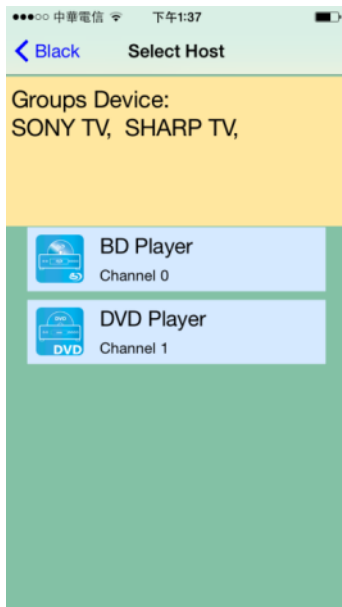 中華電信 下午1:37
Black Select Host
Groups Device:
SONY TV, SHARP TV,
BD Player
Channel 0
DVD Player
DVD
Channel 1